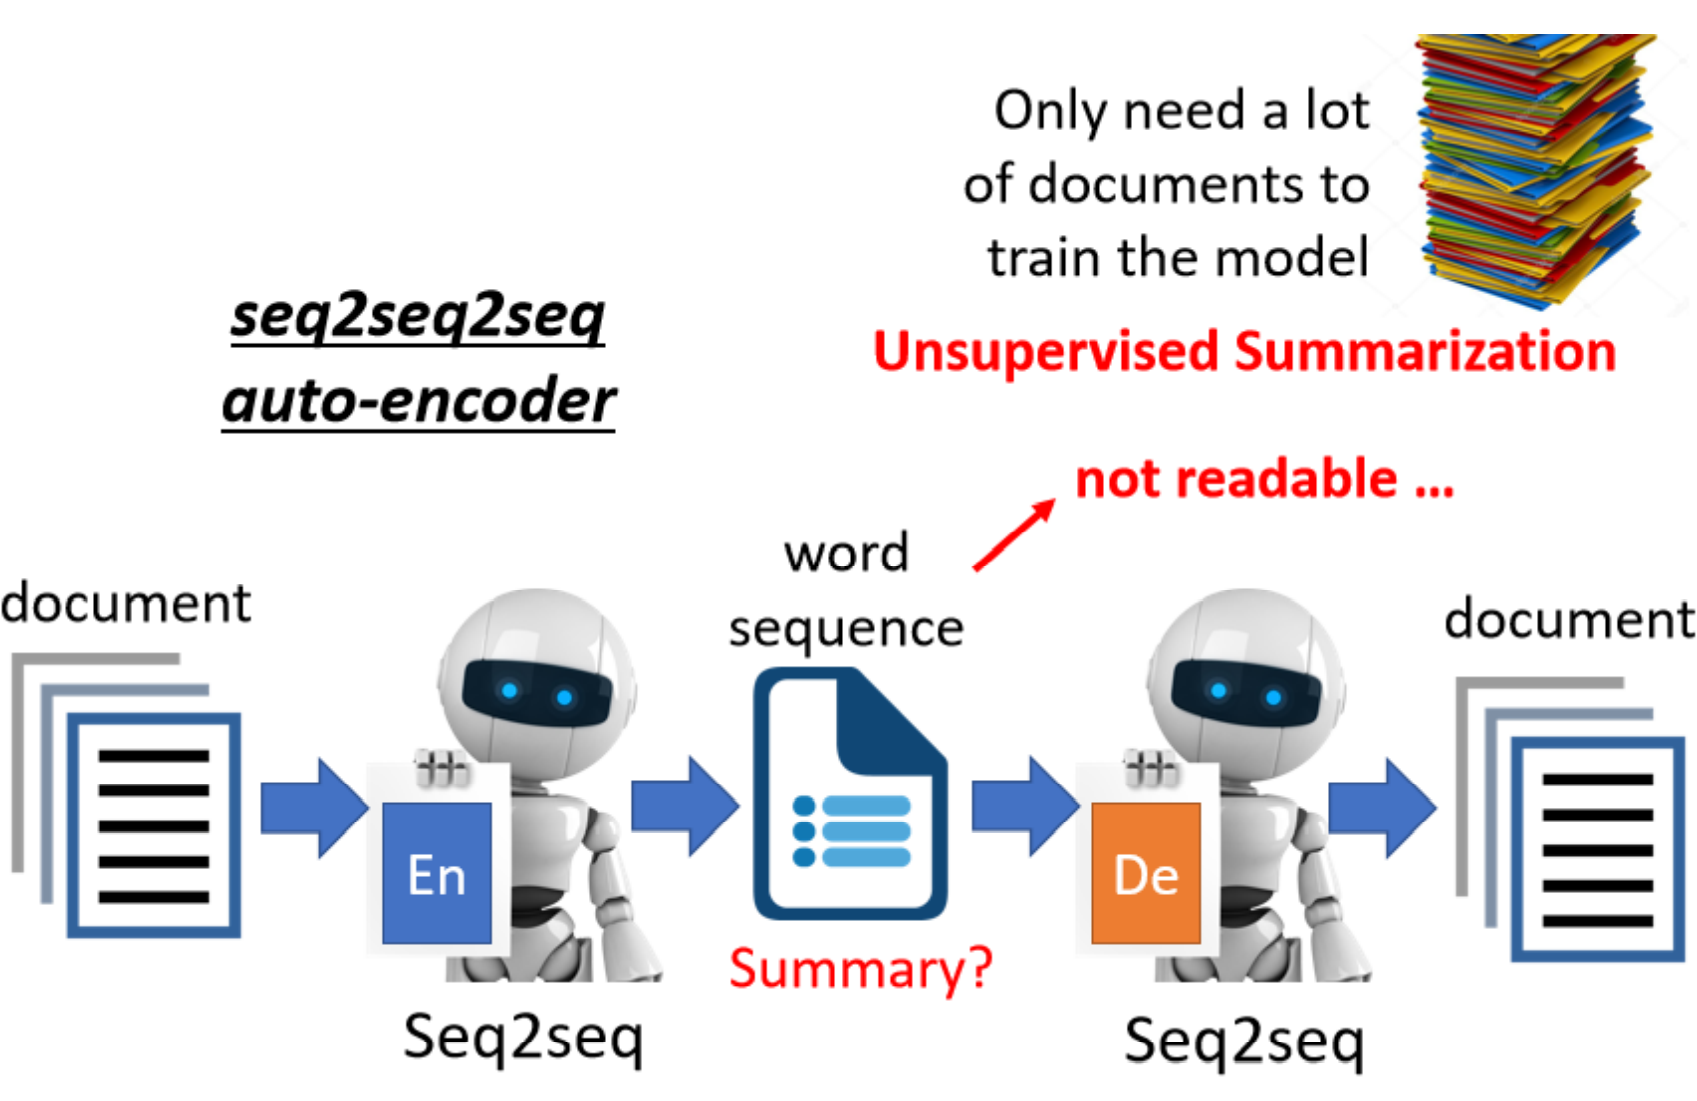 Only need a lot
of documents to
train the model
seq2seq2seq
auto-encoder
Unsupervised Summarization
not readable ...
word
sequence
document
document
En
De
Summary?
Seq2seq
Seq2seq